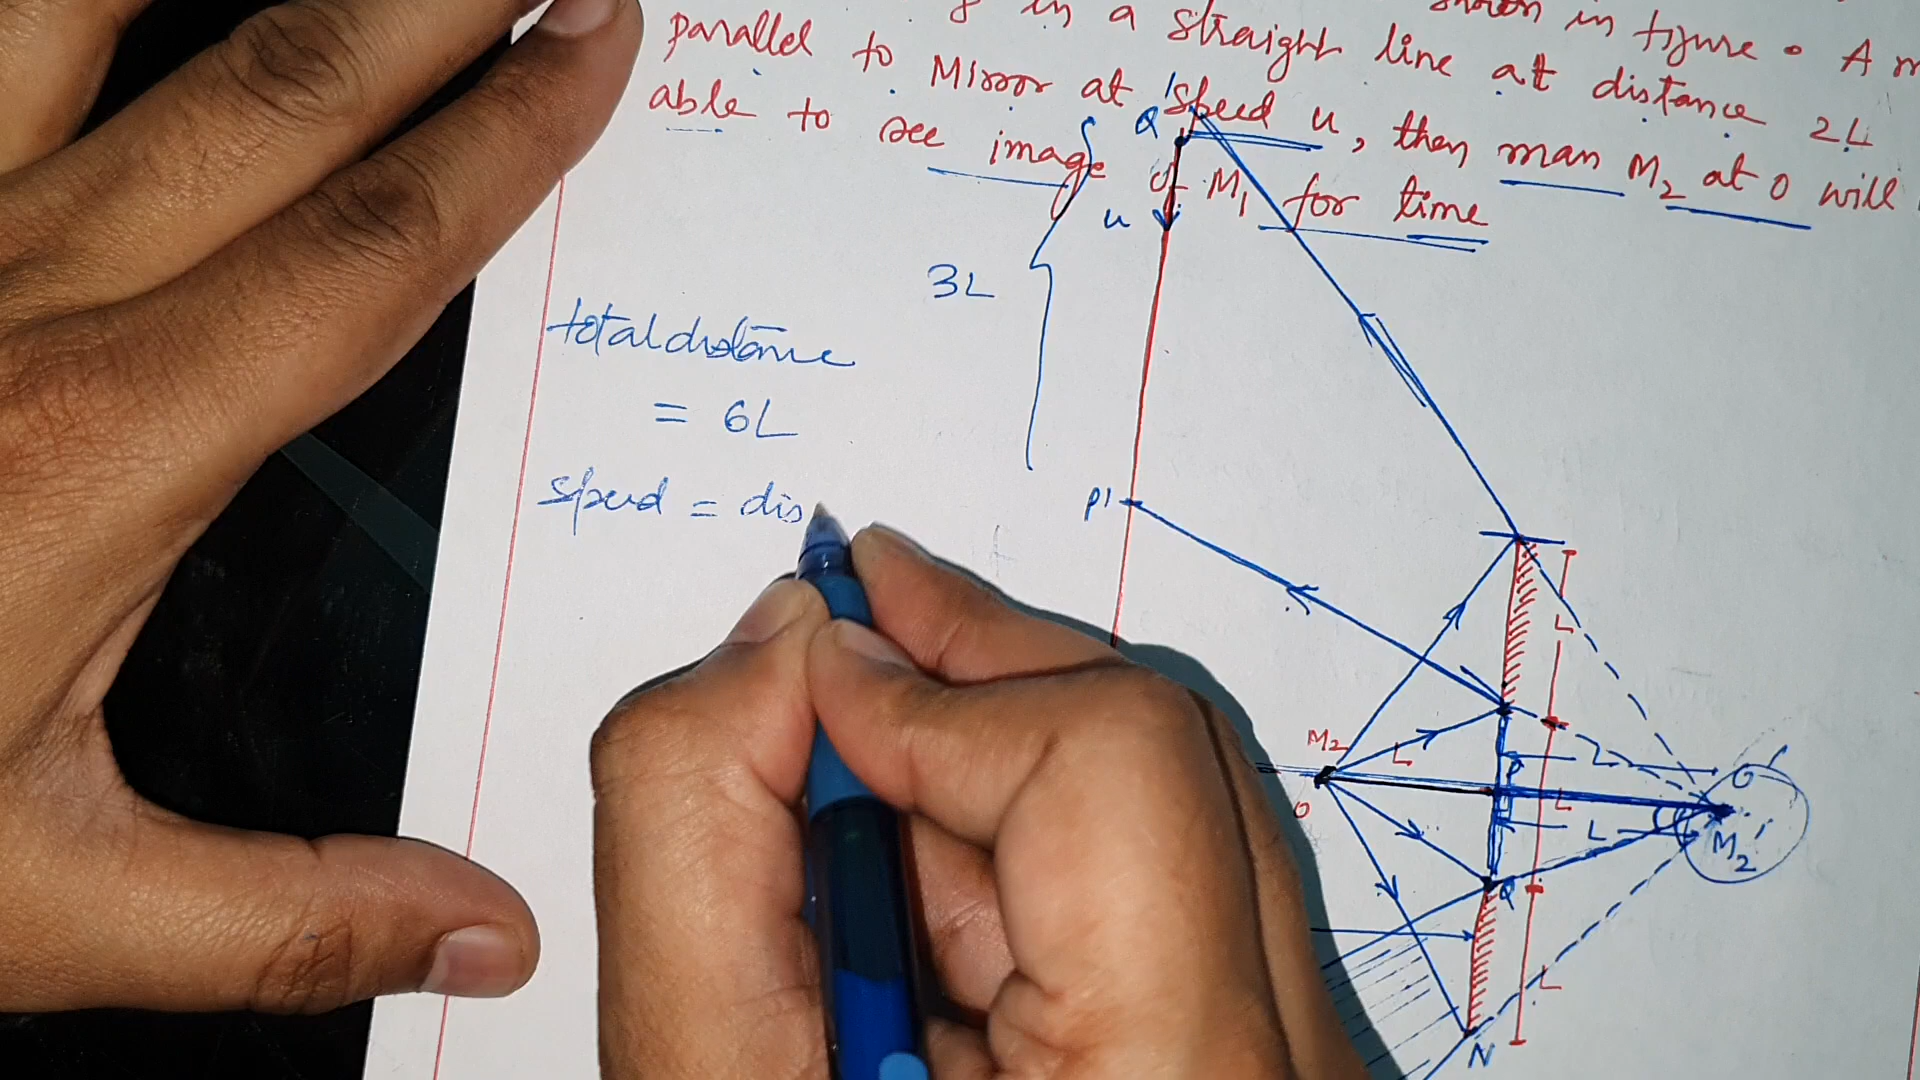 in a straight line at distance 2L
shown in figure. A
parallel to Mirror at speed u, then man M2 at O will
able to see image of M1 for time
Q'
u
3L
total distance
= 6L
speed = dis
P'
L
M2
L
L
O
P
O'
L
L
M2'
Q
L
N